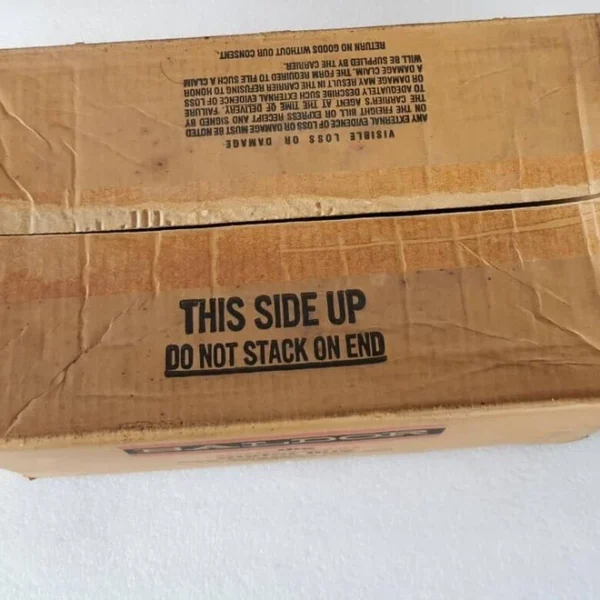 VISIBLE LOSS OR DAMAGE
ANY EXTERNAL EVIDENCE OF LOSS OR DAMAGE MUST BE NOTED
ON THE FREIGHT BILL OR EXPRESS RECEIPT AND SIGNED BY
THE CARRIER'S AGENT AT THE TIME OF DELIVERY. FAILURE
TO ADEQUATELY DESCRIBE SUCH EXTERNAL EVIDENCE OF LOSS
OR DAMAGE MAY RESULT IN THE CARRIER REFUSING TO HONOR
A DAMAGE CLAIM. THE FORM REQUIRED TO FILE SUCH A CLAIM
WILL BE SUPPLIED BY THE CARRIER.
RETURN NO GOODS WITHOUT OUR CONSENT.
THIS SIDE UP
DO NOT STACK ON END
BALDOR